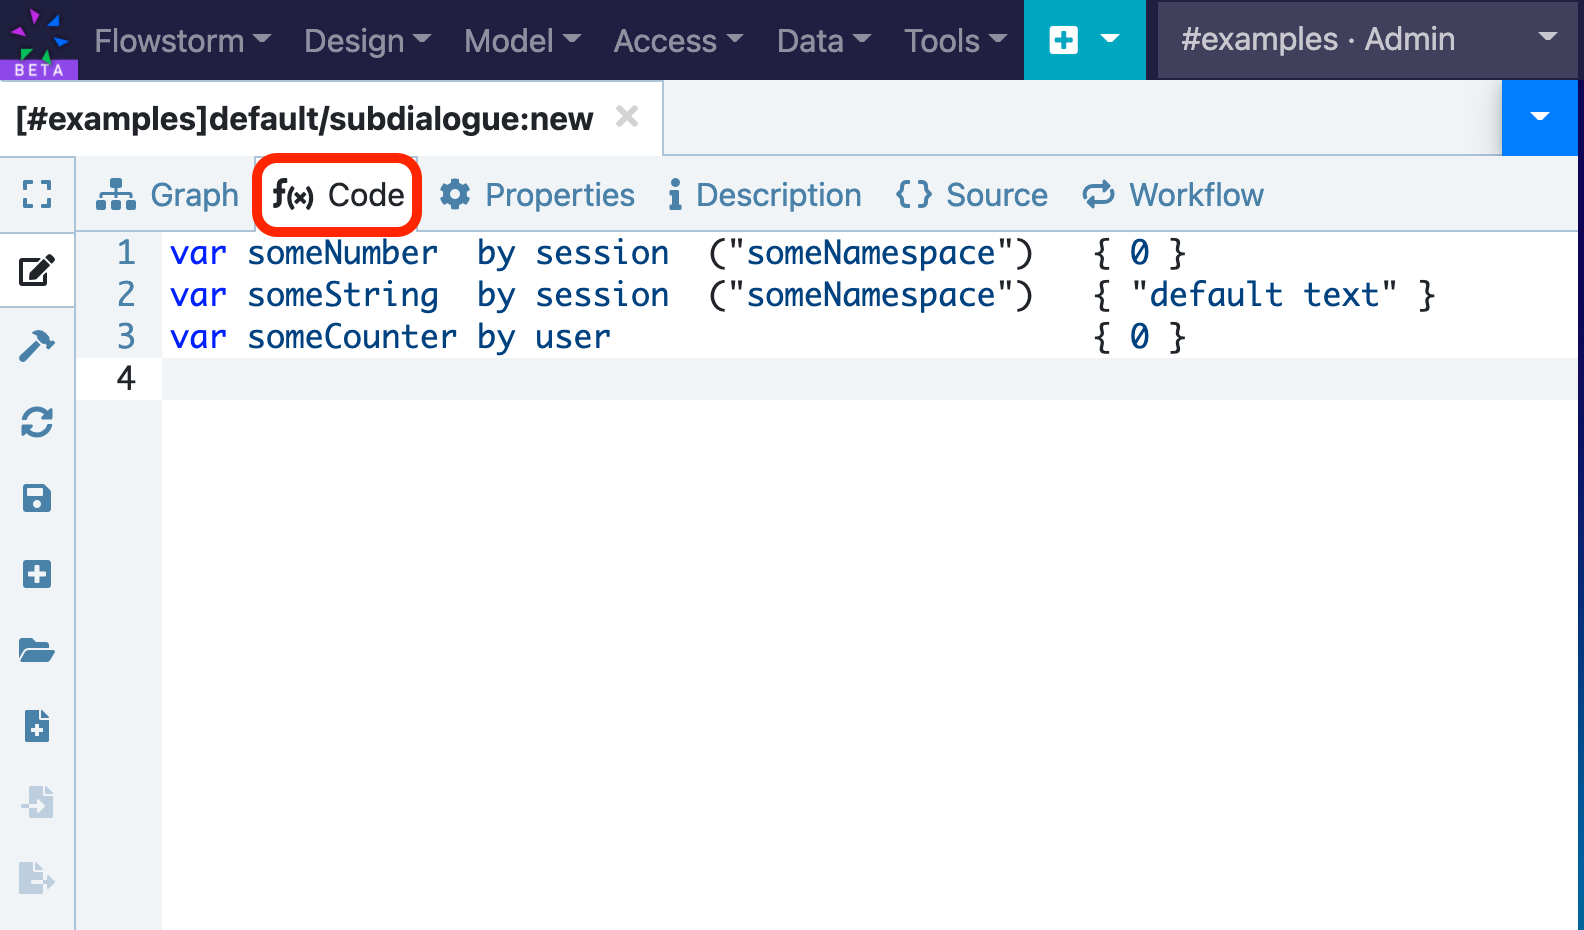 BETA
Flowstorm Design Model Access Data Tools #examples · Admin
[#examples]default/subdialogue:new
Graph f(x) Code Properties Description {} Source Workflow
1 var someNumber  by session  ("someNamespace")   { 0 }
2 var someString  by session  ("someNamespace")   { "default text" }
3 var someCounter by user                         { 0 }
4